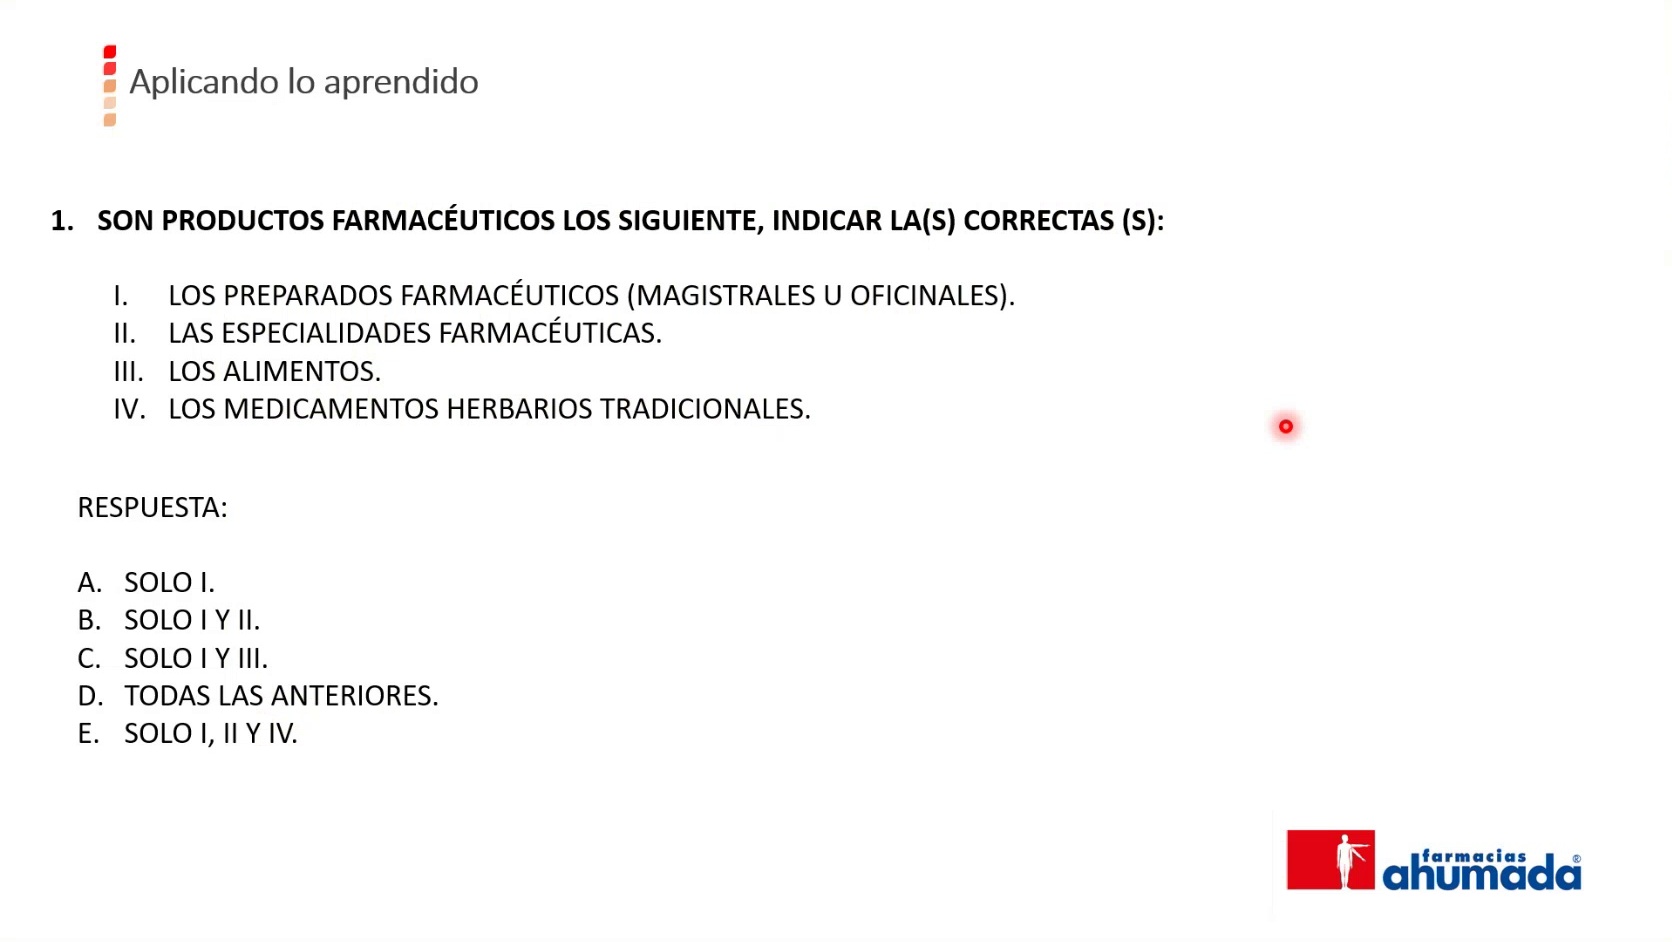 Aplicando lo aprendido
1. SON PRODUCTOS FARMACÉUTICOS LOS SIGUIENTE, INDICAR LA(S) CORRECTAS (S):
I. LOS PREPARADOS FARMACÉUTICOS (MAGISTRALES U OFICINALES).
II. LAS ESPECIALIDADES FARMACÉUTICAS.
III. LOS ALIMENTOS.
IV. LOS MEDICAMENTOS HERBARIOS TRADICIONALES.
RESPUESTA:
A. SOLO I.
B. SOLO I Y II.
C. SOLO I Y III.
D. TODAS LAS ANTERIORES.
E. SOLO I, II Y IV.
farmacias
ahumada®